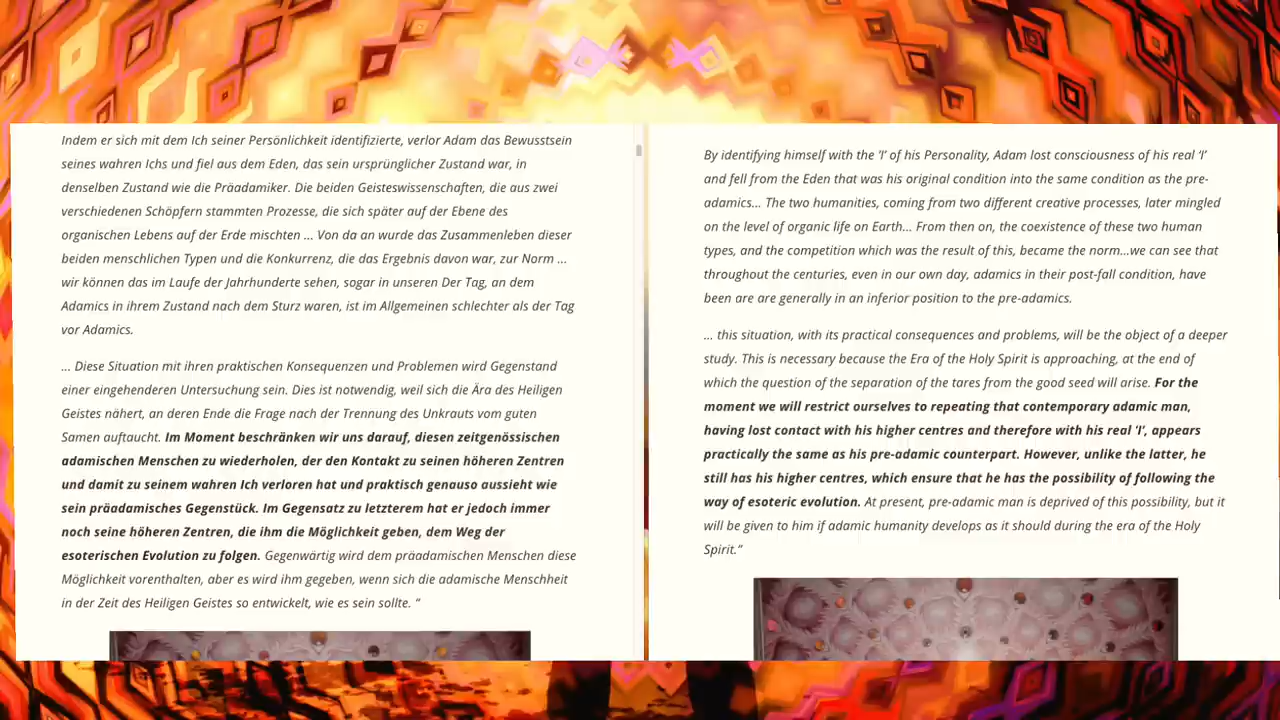 Indem er sich mit dem Ich seiner Persönlichkeit identifizierte, verlor Adam das Bewusstsein
seines wahren Ichs und fiel aus dem Eden, das sein ursprünglicher Zustand war, in
denselben Zustand wie die Präadamiker. Die beiden Geisteswissenschaften, die aus zwei
verschiedenen Schöpfern stammten Prozesse, die sich später auf der Ebene des
organischen Lebens auf der Erde mischten ... Von da an wurde das Zusammenleben dieser
beiden menschlichen Typen und die Konkurrenz, die das Ergebnis davon war, zur Norm ...
wir können das im Laufe der Jahrhunderte sehen, sogar in unseren Der Tag, an dem
Adamics in ihrem Zustand nach dem Sturz waren, ist im Allgemeinen schlechter als der Tag
vor Adamics.
... Diese Situation mit ihren praktischen Konsequenzen und Problemen wird Gegenstand
einer eingehenderen Untersuchung sein. Dies ist notwendig, weil sich die Ära des Heiligen
Geistes nähert, an deren Ende die Frage nach der Trennung des Unkrauts vom guten
Samen auftaucht. Im Moment beschränken wir uns darauf, diesen zeitgenössischen
adamischen Menschen zu wiederholen, der den Kontakt zu seinen höheren Zentren
und damit zu seinem wahren Ich verloren hat und praktisch genauso aussieht wie
sein präadamisches Gegenstück. Im Gegensatz zu letzterem hat er jedoch immer
noch seine höheren Zentren, die ihm die Möglichkeit geben, dem Weg der
esoterischen Evolution zu folgen. Gegenwärtig wird dem präadamischen Menschen diese
Möglichkeit vorenthalten, aber es wird ihm gegeben, wenn sich die adamische Menschheit
in der Zeit des Heiligen Geistes so entwickelt, wie es sein sollte. “
By identifying himself with the ‘I’ of his Personality, Adam lost consciousness of his real ‘I’
and fell from the Eden that was his original condition into the same condition as the pre-
adamics... The two humanities, coming from two different creative processes, later mingled
on the level of organic life on Earth... From then on, the coexistence of these two human
types, and the competition which was the result of this, became the norm...we can see that
throughout the centuries, even in our own day, adamics in their post-fall condition, have
been are are generally in an inferior position to the pre-adamics.
... this situation, with its practical consequences and problems, will be the object of a deeper
study. This is necessary because the Era of the Holy Spirit is approaching, at the end of
which the question of the separation of the tares from the good seed will arise. For the
moment we will restrict ourselves to repeating that contemporary adamic man,
having lost contact with his higher centres and therefore with his real ‘I’, appears
practically the same as his pre-adamic counterpart. However, unlike the latter, he
still has his higher centres, which ensure that he has the possibility of following the
way of esoteric evolution. At present, pre-adamic man is deprived of this possibility, but it
will be given to him if adamic humanity develops as it should during the era of the Holy
Spirit.”